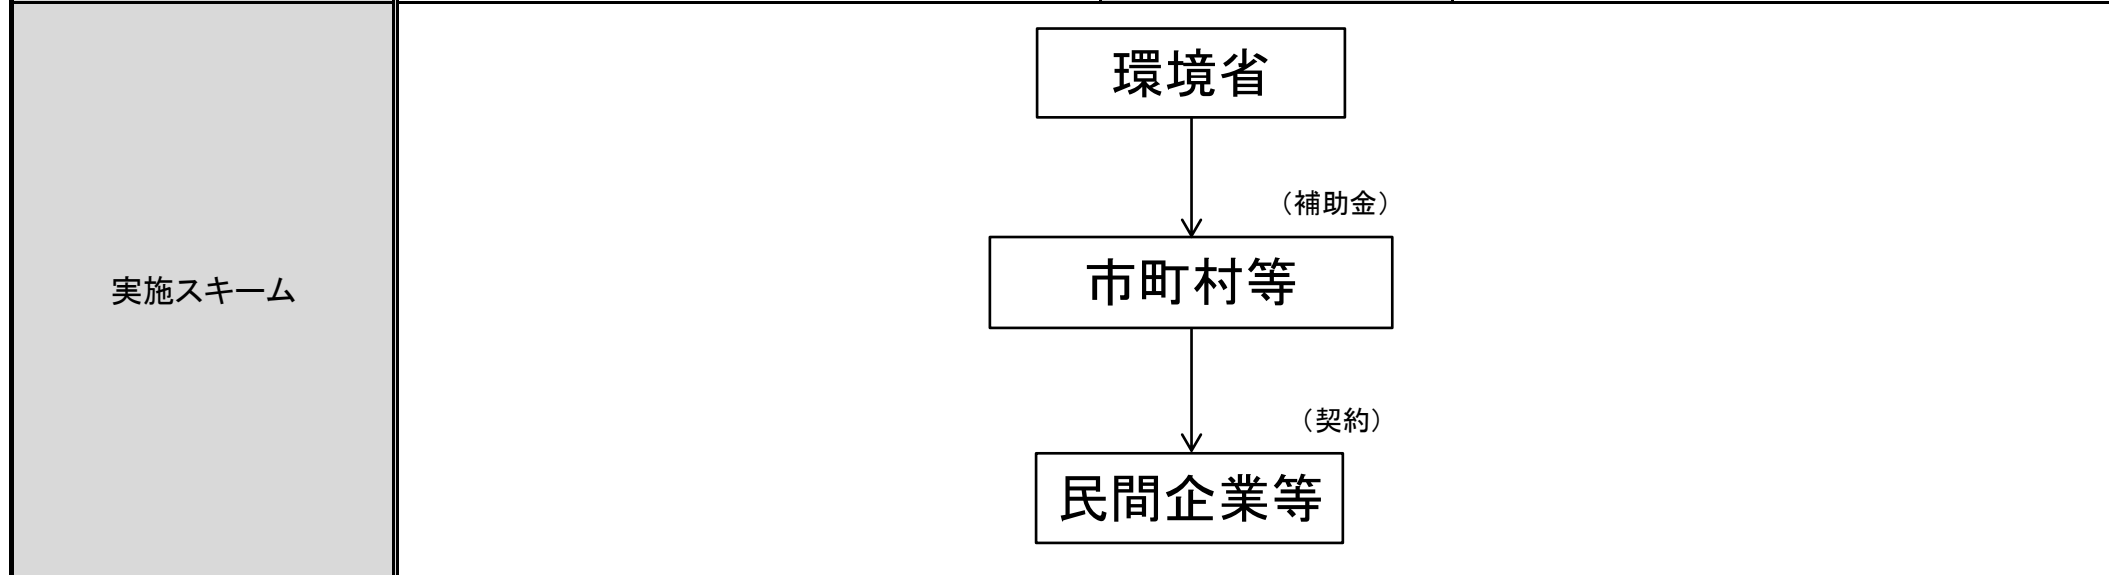 実施スキーム
環境省
（補助金）
市町村等
（契約）
民間企業等